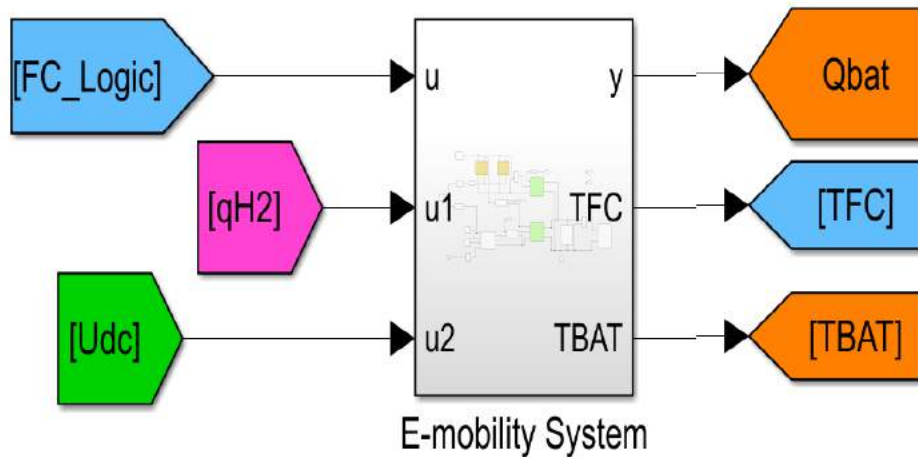 [FC_Logic] u y Qbat
[qH2] u1 TFC [TFC]
[Udc] u2 TBAT [TBAT]
E-mobility System